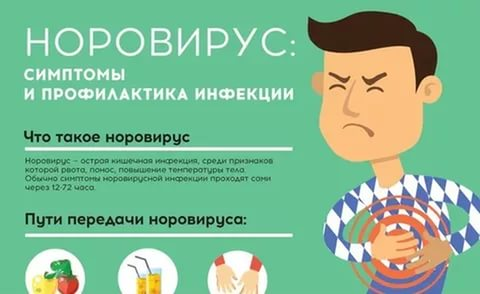 НОРОВИРУС:
СИМПТОМЫ
И ПРОФИЛАКТИКА ИНФЕКЦИИ
Что такое норовирус
Норовирус – острая кишечная инфекция, среди признаков
которой рвота, понос, повышение температуры тела.
Обычно симптомы норовирусной инфекции проходят сами
через 12-72 часа.
Пути передачи норовируса: